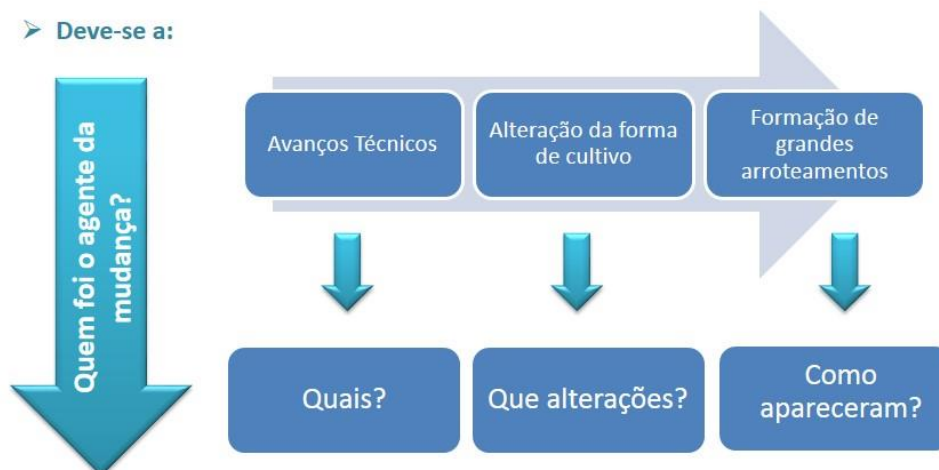 ➢ Deve-se a:
Quem foi o agente da
mudança?
Avanços Técnicos
Alteração da forma
de cultivo
Formação de
grandes
arroteamentos
Quais?
Que alterações?
Como
apareceram?